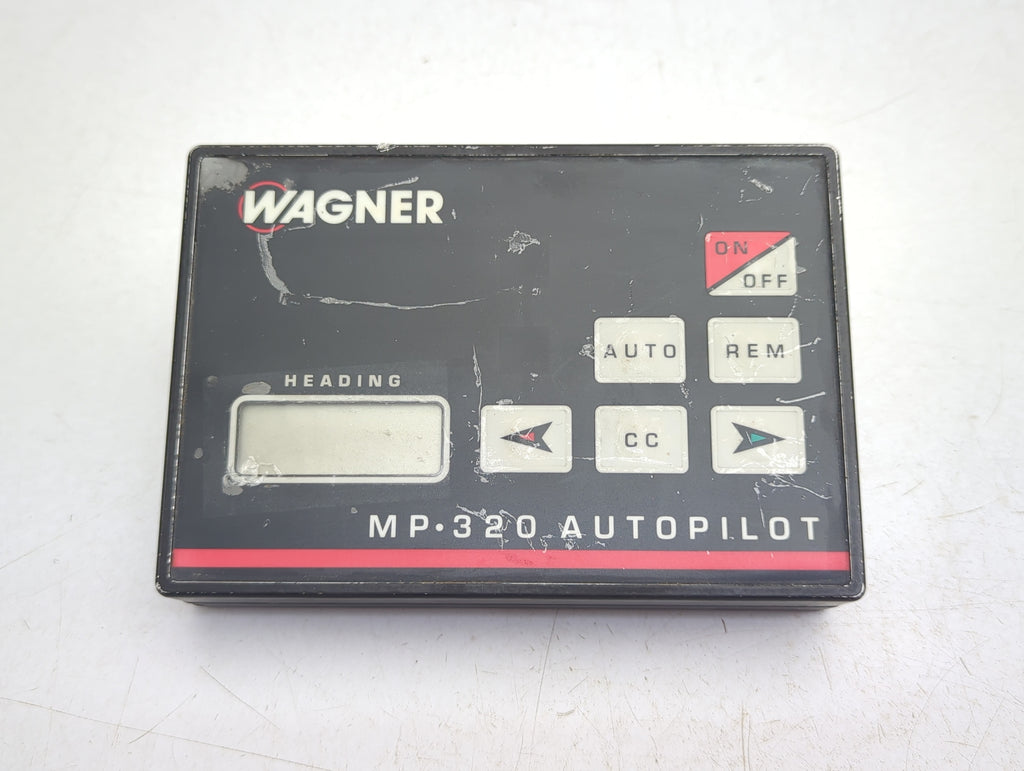 WAGNER
ON
OFF
AUTO
REM
HEADING
CC
MP•320 AUTOPILOT